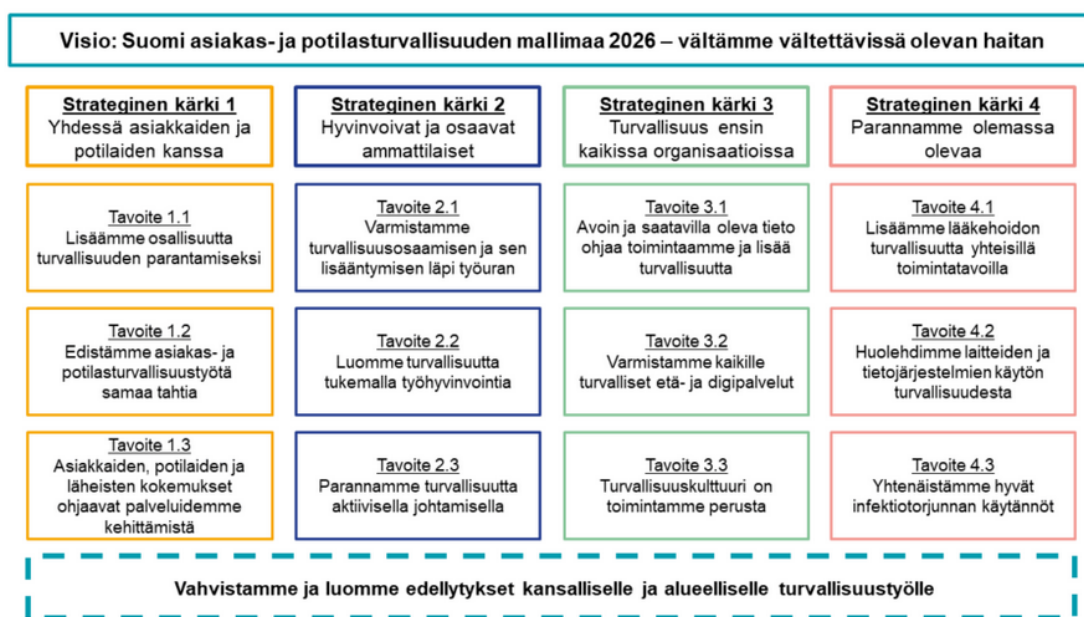 Visio: Suomi asiakas- ja potilasturvallisuuden mallimaa 2026 – vältämme vältettävissä olevan haitan
Strateginen kärki 1
Yhdessä asiakkaiden ja
potilaiden kanssa
Tavoite 1.1
Lisäämme osallisuutta
turvallisuuden parantamiseksi
Tavoite 1.2
Edistämme asiakas- ja
potilasturvallisuustyötä
samaa tahtia
Tavoite 1.3
Asiakkaiden, potilaiden ja
läheisten kokemukset
ohjaavat palveluidemme
kehittämistä
Strateginen kärki 2
Hyvinvoivat ja osaavat
ammattilaiset
Tavoite 2.1
Varmistamme
turvallisuusosaamisen ja sen
lisääntymisen läpi työuran
Tavoite 2.2
Luomme turvallisuutta
tukemalla työhyvinvointia
Tavoite 2.3
Parannamme turvallisuutta
aktiivisella johtamisella
Strateginen kärki 3
Turvallisuus ensin
kaikissa organisaatioissa
Tavoite 3.1
Avoin ja saatavilla oleva tieto
ohjaa toimintaamme ja lisää
turvallisuutta
Tavoite 3.2
Varmistamme kaikille
turvalliset etä- ja digipalvelut
Tavoite 3.3
Turvallisuuskulttuuri on
toimintamme perusta
Strateginen kärki 4
Parannamme olemassa
olevaa
Tavoite 4.1
Lisäämme lääkehoidon
turvallisuutta yhteisillä
toimintatavoilla
Tavoite 4.2
Huolehdimme laitteiden ja
tietojärjestelmien käytön
turvallisuudesta
Tavoite 4.3
Yhtenäistämme hyvät
infektiotorjunnan käytännöt
Vahvistamme ja luomme edellytykset kansalliselle ja alueelliselle turvallisuustyölle